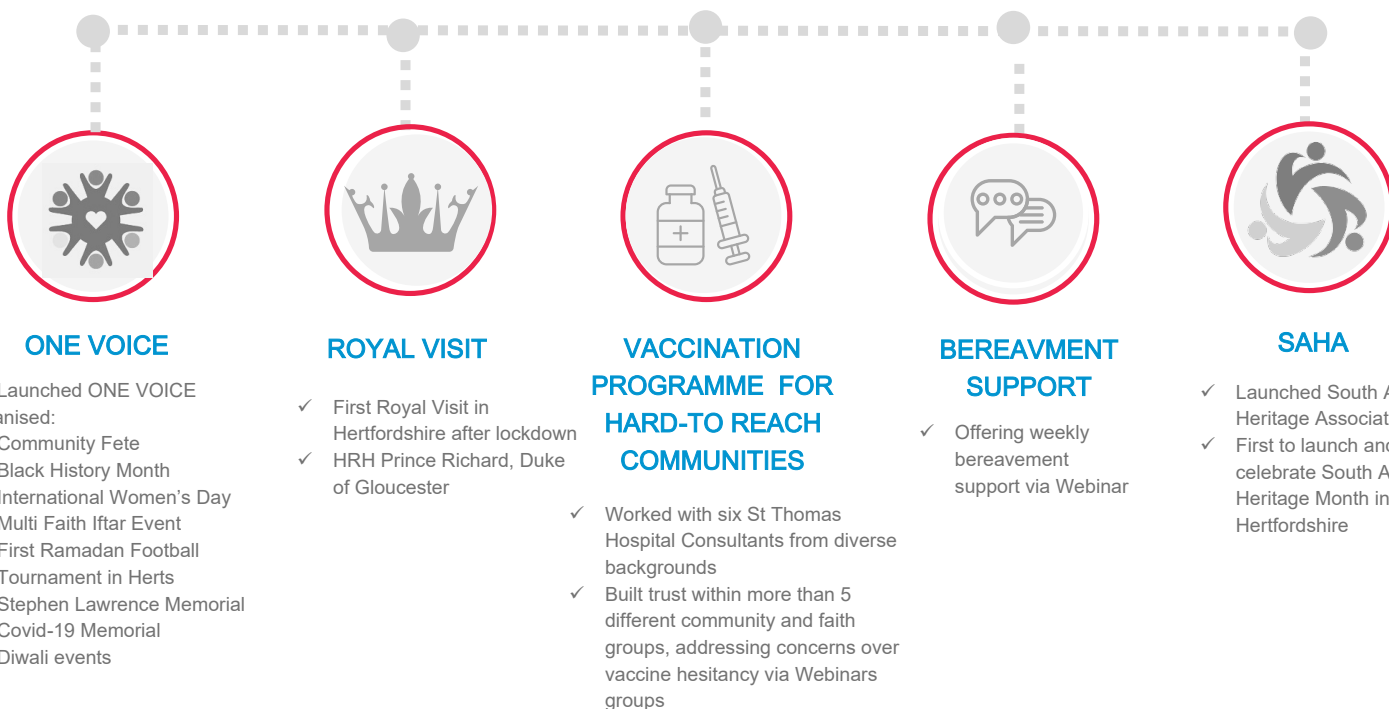 ONE VOICE
Launched ONE VOICE
anised:
Community Fete
Black History Month
International Women's Day
Multi Faith Iftar Event
First Ramadan Football
Tournament in Herts
Stephen Lawrence Memorial
Covid-19 Memorial
Diwali events
ROYAL VISIT
✓ First Royal Visit in
Hertfordshire after lockdown
✓ HRH Prince Richard, Duke
of Gloucester
VACCINATION
PROGRAMME FOR
HARD-TO REACH
COMMUNITIES
✓ Worked with six St Thomas
Hospital Consultants from diverse
backgrounds
✓ Built trust within more than 5
different community and faith
groups, addressing concerns over
vaccine hesitancy via Webinars
groups
BEREAVMENT
SUPPORT
✓ Offering weekly
bereavement
support via Webinar
SAHA
✓ Launched South A
Heritage Associat
✓ First to launch and
celebrate South A
Heritage Month in
Hertfordshire